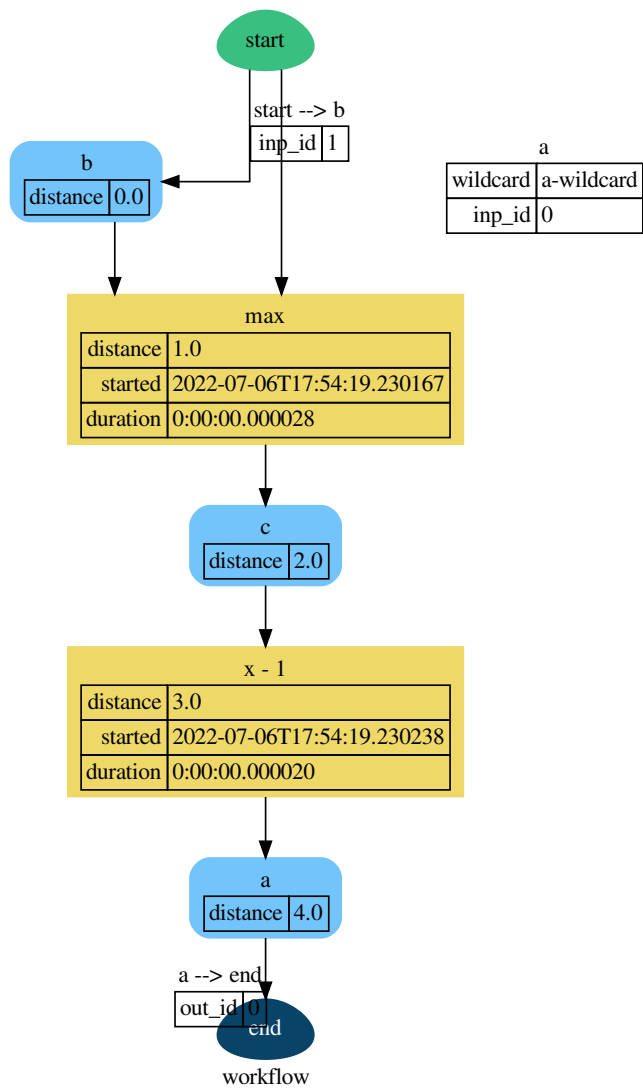 start
start --> b
inp_id 1
a
wildcard a-wildcard
inp_id 0
b
distance 0.0
max
distance 1.0
started 2022-07-06T17:54:19.230167
duration 0:00:00.000028
c
distance 2.0
x - 1
distance 3.0
started 2022-07-06T17:54:19.230238
duration 0:00:00.000020
a
distance 4.0
a --> end
out_id 0
end
workflow